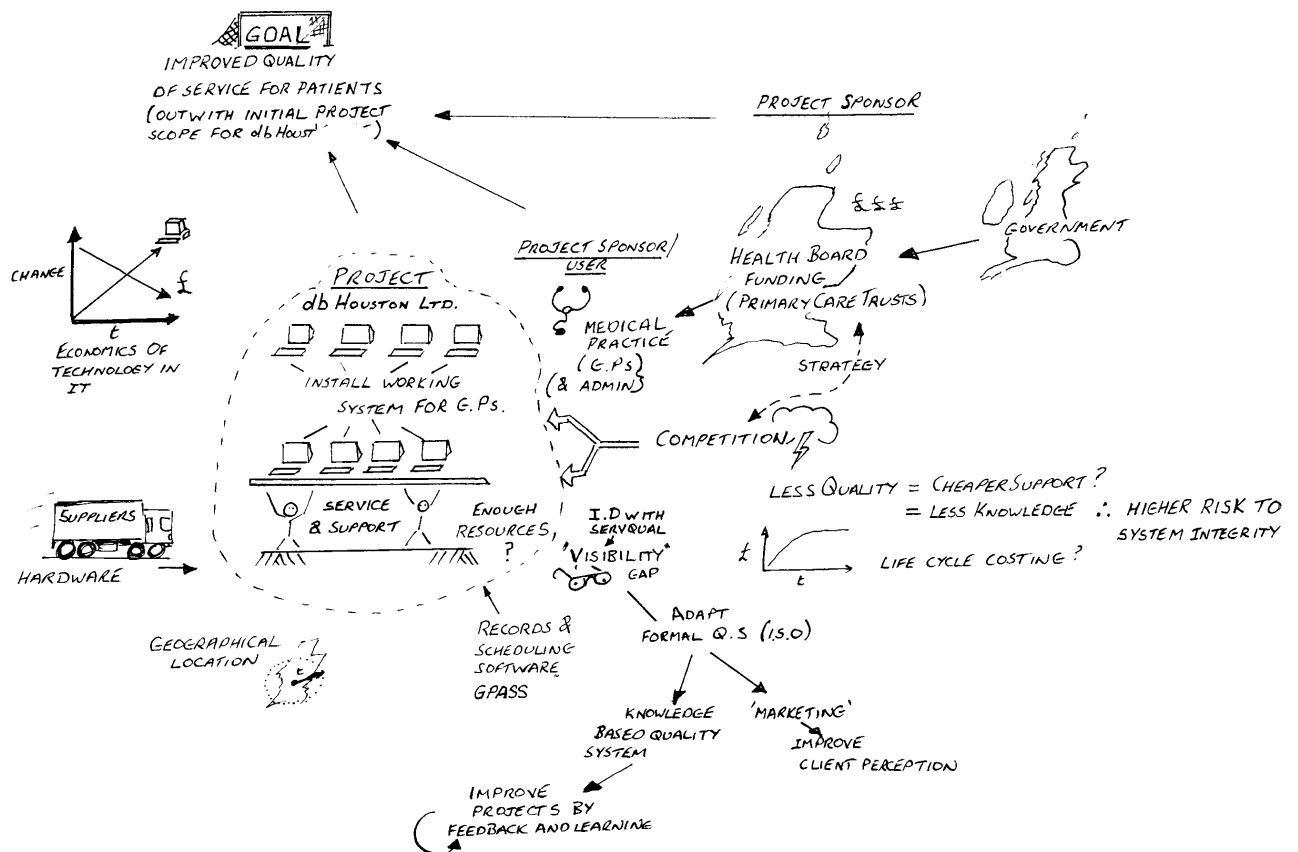 GOAL
IMPROVED QUALITY
OF SERVICE FOR PATIENTS
(OUTWITH INITIAL PROJECT
SCOPE FOR db HOUST )
PROJECT SPONSOR
£££
GOVERNMENT
HEALTH BOARD
FUNDING
(PRIMARY CARE TRUSTS)
STRATEGY
PROJECT SPONSOR/
USER
MEDICAL
PRACTICE
(G.PS)
(& ADMIN)
CHANGE
£
t
ECONOMICS OF
TECHNOLOGY IN
IT
PROJECT
db HOUSTON LTD.
INSTALL WORKING
SYSTEM FOR G.PS.
SERVICE
& SUPPORT
ENOUGH
RESOURCES
?
COMPETITION
LESS QUALITY = CHEAPER SUPPORT?
= LESS KNOWLEDGE ∴ HIGHER RISK TO
SYSTEM INTEGRITY
£
t
LIFE CYCLE COSTING?
SUPPLIERS
HARDWARE
I.D WITH
SERVQUAL
"VISIBILITY"
GAP
GEOGRAPHICAL
LOCATION
t
RECORDS &
SCHEDULING
SOFTWARE
GPASS
ADAPT
FORMAL Q.S (I.S.O)
KNOWLEDGE
BASED QUALITY
SYSTEM
'MARKETING'
IMPROVE
CLIENT PERCEPTION
IMPROVE
PROJECTS BY
FEEDBACK AND LEARNING